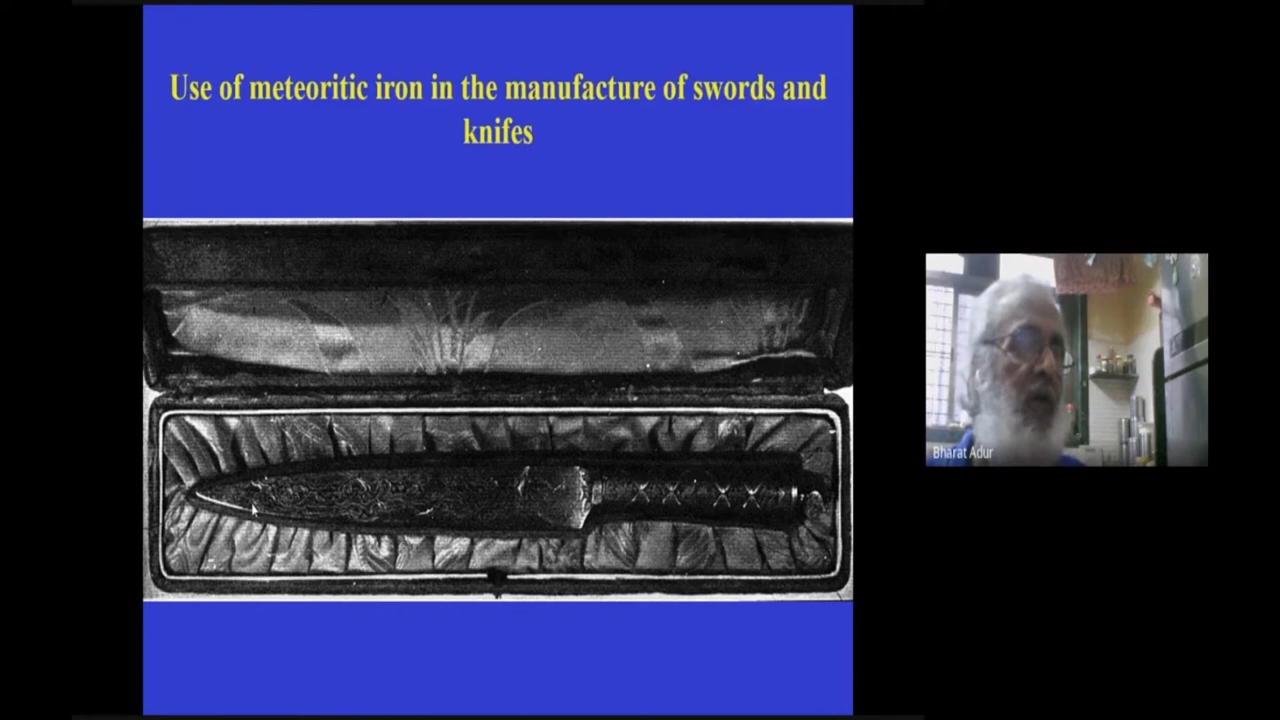 Use of meteoritic iron in the manufacture of swords and
knifes
Bharat Adur